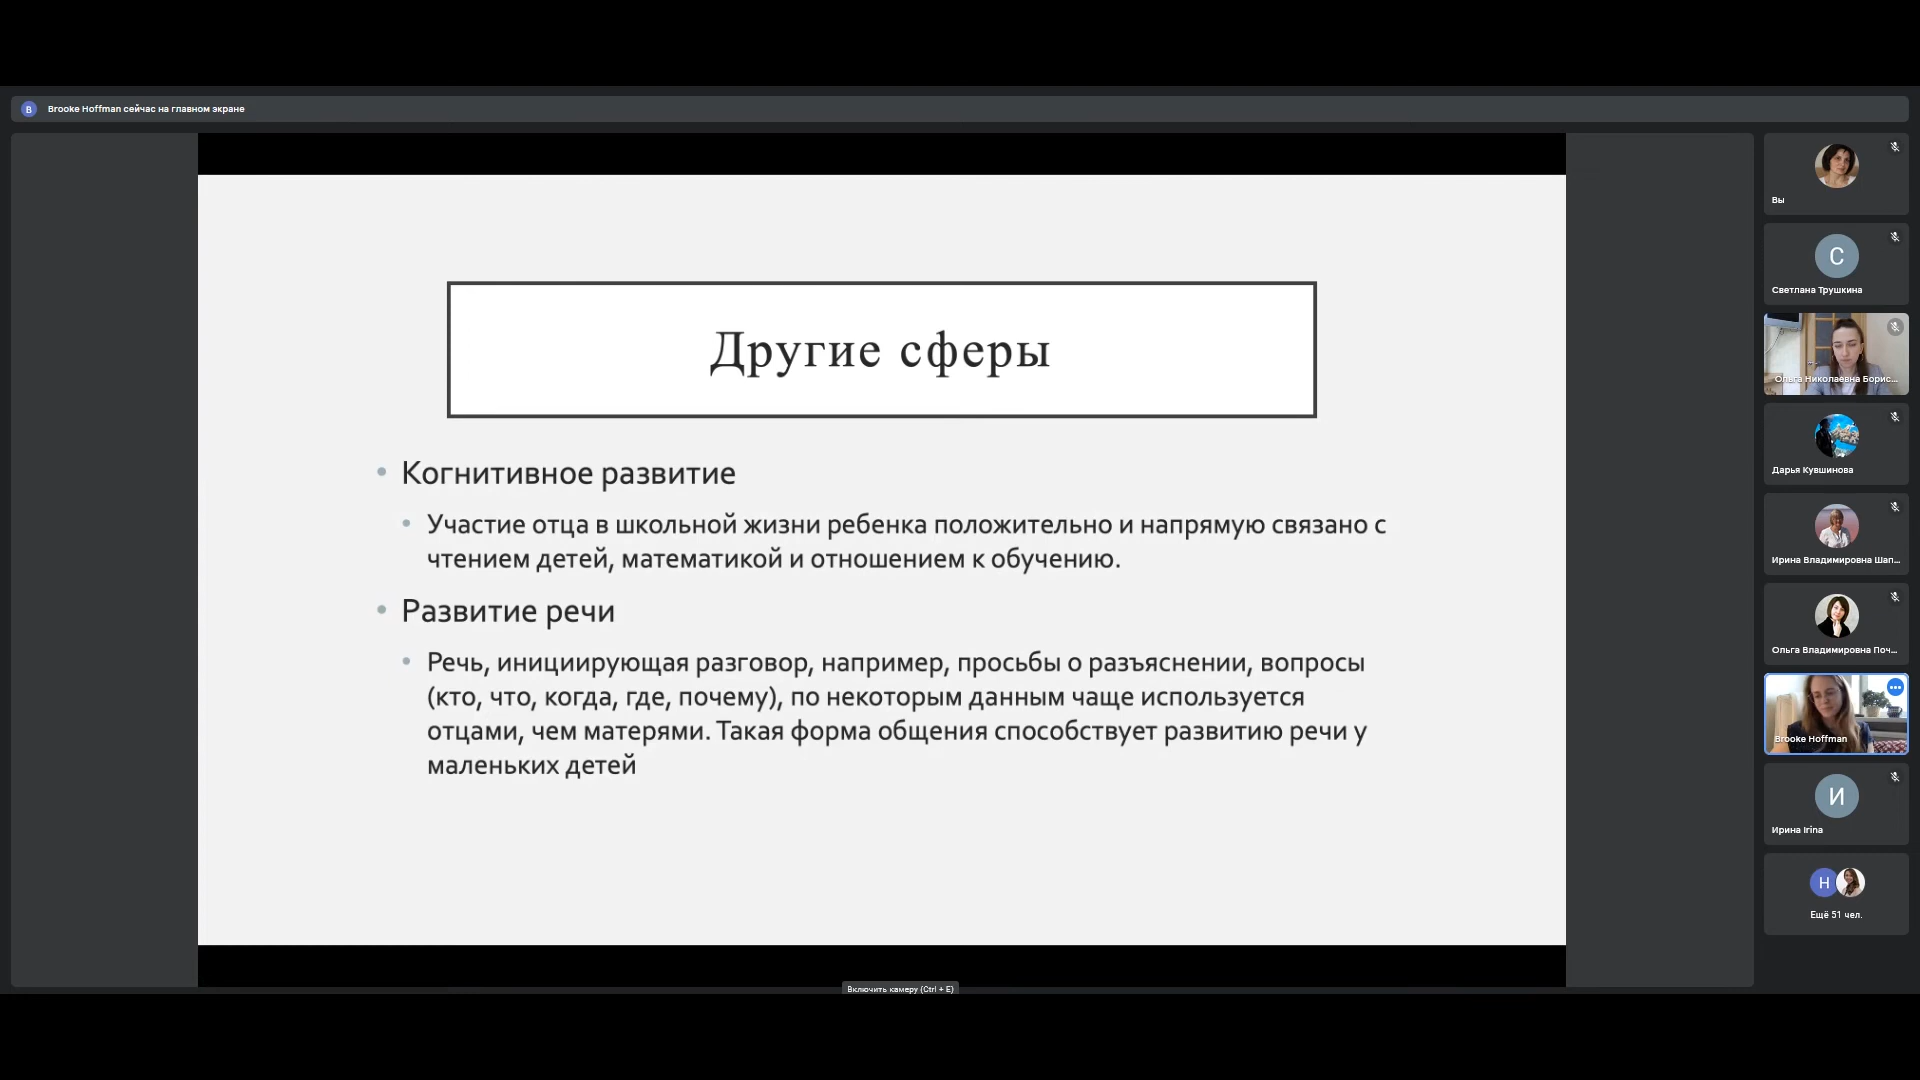 B
Brooke Hoffman сейчас на главном экране
Другие сферы
• Когнитивное развитие
• Участие отца в школьной жизни ребенка положительно и напрямую связано с
чтением детей, математикой и отношением к обучению.
• Развитие речи
• Речь, инициирующая разговор, например, просьбы о разъяснении, вопросы
(кто, что, когда, где, почему), по некоторым данным чаще используется
отцами, чем матерями. Такая форма общения способствует развитию речи у
маленьких детей
Включить камеру (Ctrl + E)
Вы
С
Светлана Трушкина
Ольга Николаевна Борис...
Дарья Кувшинова
Ирина Владимировна Шап...
Ольга Владимировна Поч...
Brooke Hoffman
И
Ирина Irina
Н
Ещё 51 чел.